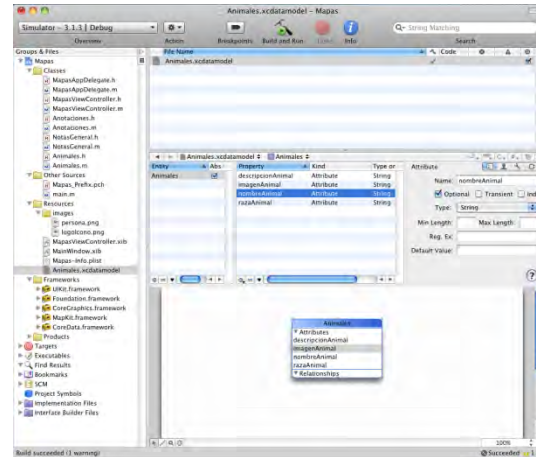 Animales.xcdatamodel – Mapas
Simulator – 3.1.3 | Debug
String Matching
Overview
Action
Breakpoints
Build and Run
Tasks
Info
Search
Groups & Files
Mapas
Classes
MapasAppDelegate.h
MapasAppDelegate.m
MapasViewController.h
MapasViewController.m
Anotaciones.h
Anotaciones.m
NotasGeneral.h
NotasGeneral.m
Animales.h
Animales.m
Other Sources
Mapas_Prefix.pch
main.m
Resources
images
persona.png
logoIcono.png
MapasViewController.xib
MainWindow.xib
Mapas-Info.plist
Animales.xcdatamodel
Frameworks
UIKit.framework
Foundation.framework
CoreGraphics.framework
MapKit.framework
CoreData.framework
Products
Targets
Executables
Find Results
Bookmarks
SCM
Project Symbols
Implementation Files
Interface Builder Files
File Name
Code
Animales.xcdatamodel
Animales.xcdatamodel
Animales
Entity
Abs
Animales
Property
Kind
Type or
descripcionAnimal
Attribute
String
imagenAnimal
Attribute
String
nombreAnimal
Attribute
String
razaAnimal
Attribute
String
Attribute
Name: nombreAnimal
Optional
Transient
Ind
Type: String
Min Length:
Max Length:
Reg. Ex:
Default Value:
Animales
Attributes
descripcionAnimal
imagenAnimal
nombreAnimal
razaAnimal
Relationships
100%
Build succeeded (1 warning)
Succeeded
1